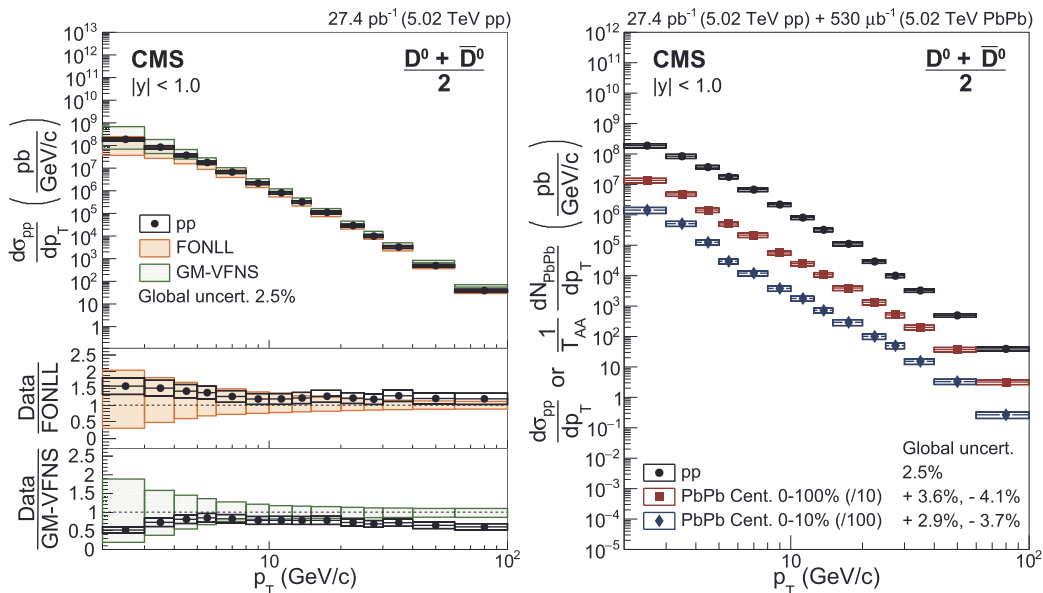 27.4 pb⁻¹ (5.02 TeV pp)
CMS
|y| < 1.0
D⁰ + D̅⁰
2
10¹³
10¹²
10¹¹
10¹⁰
10⁹
10⁸
10⁷
10⁶
10⁵
10⁴
10³
10²
10
1
dσpp
dpT
( pb
GeV/c )
pp
FONLL
GM-VFNS
Global uncert. 2.5%
Data
FONLL
2.5
2
1.5
1
0.5
0
Data
GM-VFNS
2.5
2
1.5
1
0.5
0
10
10²
pT (GeV/c)
27.4 pb⁻¹ (5.02 TeV pp) + 530 μb⁻¹ (5.02 TeV PbPb)
CMS
|y| < 1.0
D⁰ + D̅⁰
2
10¹³
10¹²
10¹¹
10¹⁰
10⁹
10⁸
10⁷
10⁶
10⁵
10⁴
10³
10²
10
1
10⁻¹
10⁻²
10⁻³
10⁻⁴
10⁻⁵
dσpp
dpT
or
1
TAA
dNPbPb
dpT
( pb
GeV/c )
Global uncert.
pp 2.5%
PbPb Cent. 0-100% (/10) + 3.6%, - 4.1%
PbPb Cent. 0-10% (/100) + 2.9%, - 3.7%
10
10²
pT (GeV/c)